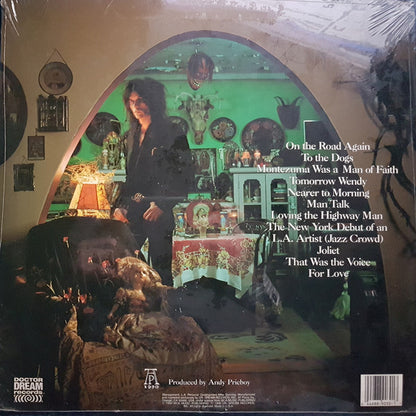 On the Road Again
To the Dogs
Montezuma Was a Man of Faith
Tomorrow Wendy
Nearer to Morning
Man Talk
Loving the Highway Man
The New York Debut of an
L.A. Artist (Jazz Crowd)
Joliet
That Was the Voice
For Love
DOCTOR
DREAM
records
1990
Produced by Andy Prieboy